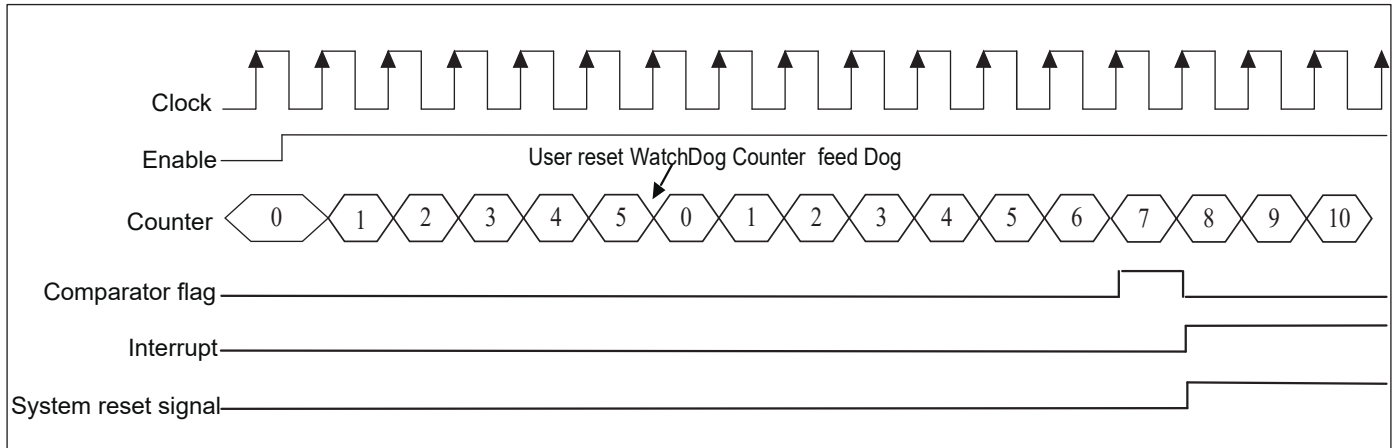 Clock
Enable
User reset WatchDog Counter feed Dog
Counter 0 1 2 3 4 5 0 1 2 3 4 5 6 7 8 9 10
Comparator flag
Interrupt
System reset signal